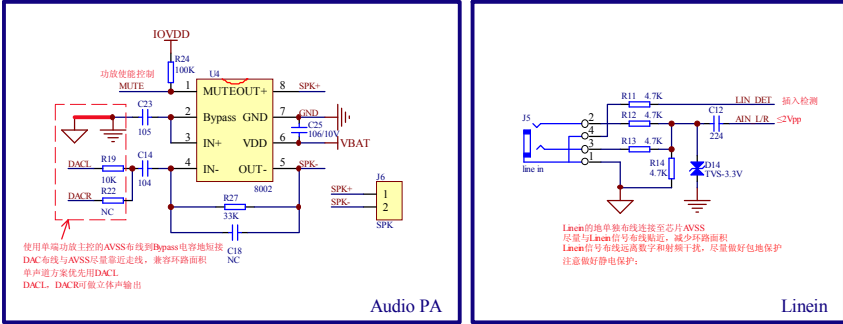 IOVDD
R24
100K
功放使能控制
MUTE
U4
1
MUTE
OUT+
8
SPK+
C23
105
2
Bypass
GND
7
GND
C25
106/10V
3
IN+
VDD
6
VBAT
DACL
R19
10K
C14
104
4
IN-
OUT-
5
SPK-
8002
DACR
R22
NC
R27
33K
C18
NC
J6
SPK+
1
SPK-
2
SPK
使用单端功放主控的AVSS布线到Bypass电容地短接
DAC布线与AVSS尽量靠近走线，兼容环路面积
单声道方案优先用DACL
DACL，DACR可做立体声输出
Audio PA
R11
4.7K
LIN_DET
插入检测
J5
2
R12
4.7K
C12
224
AIN_L/R
≤2Vpp
4
3
R13
4.7K
1
line in
R14
4.7K
D14
TVS-3.3V
Linein的地单独布线连接至芯片AVSS
尽量与Linein信号布线贴近，减少环路面积
Linein信号布线远离数字和射频干扰，尽量做好包地保护
注意做好静电保护；
Linein